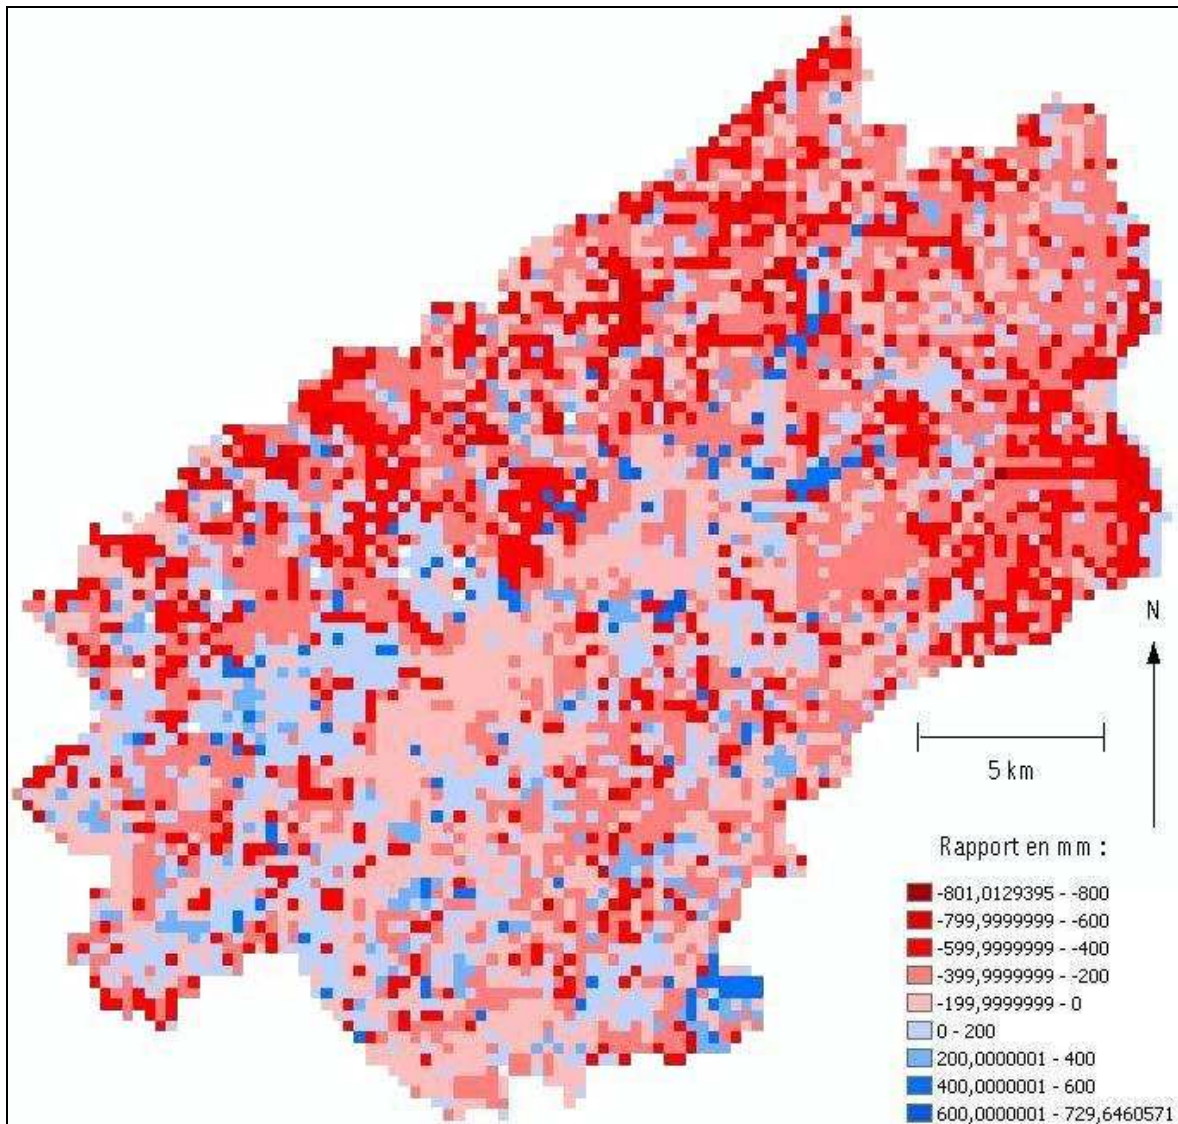 N
5 km
Rapport en mm :
-801,0129395 - -800
-799,9999999 - -600
-599,9999999 - -400
-399,9999999 - -200
-199,9999999 - 0
0 - 200
200,0000001 - 400
400,0000001 - 600
600,0000001 - 729,6460571